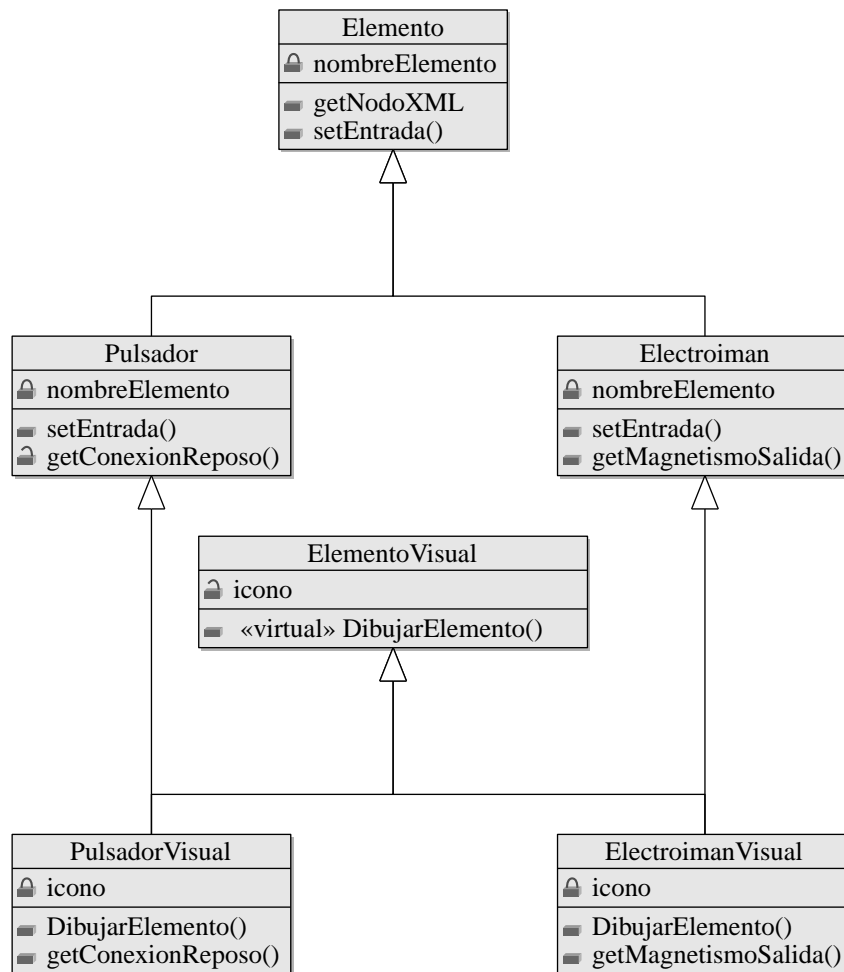 Elemento
nombreElemento
getNodoXML
setEntrada()
Pulsador
nombreElemento
setEntrada()
getConexionReposo()
Electroiman
nombreElemento
setEntrada()
getMagnetismoSalida()
ElementoVisual
icono
«virtual» DibujarElemento()
PulsadorVisual
icono
DibujarElemento()
getConexionReposo()
ElectroimanVisual
icono
DibujarElemento()
getMagnetismoSalida()